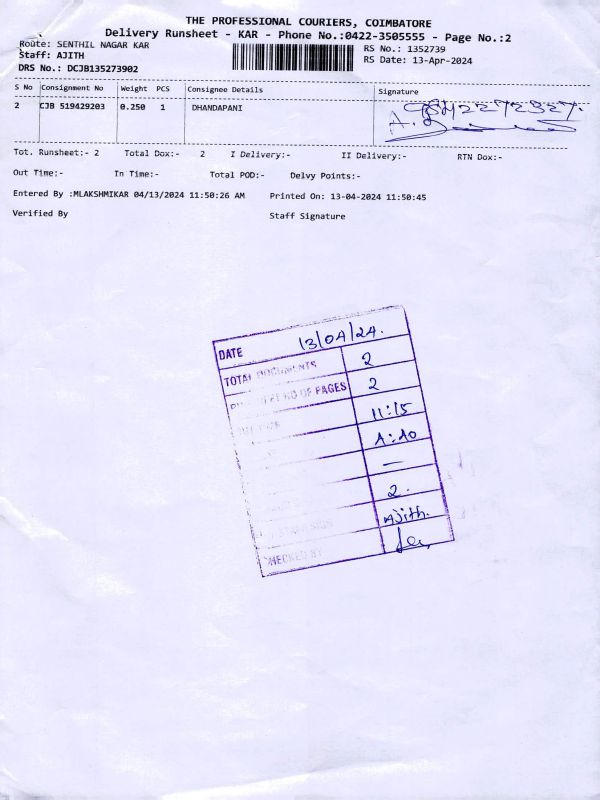 THE PROFESSIONAL COURIERS, COIMBATORE
Delivery Runsheet - KAR - Phone No.:0422-3505555 - Page No.:2
Route: SENTHIL NAGAR KAR
RS No.: 1352739
Staff: AJITH
RS Date: 13-Apr-2024
DRS No.: DCJB135273902
S No Consignment No Weight PCS Consignee Details Signature
2 CJB 519429203 0.250 1 DHANDAPANI
Tot. Runsheet:- 2 Total Dox:- 2 I Delivery:- II Delivery:- RTN Dox:-
Out Time:- In Time:- Total POD:- Delvy Points:-
Entered By :MLAKSHMIKAR 04/13/2024 11:50:26 AM Printed On: 13-04-2024 11:50:45
Verified By Staff Signature
DATE 13/04/24.
TOTAL DOCUMENTS 2
NO OF PAGES 2
11:15
2.
Ajith.
CHECKED BY